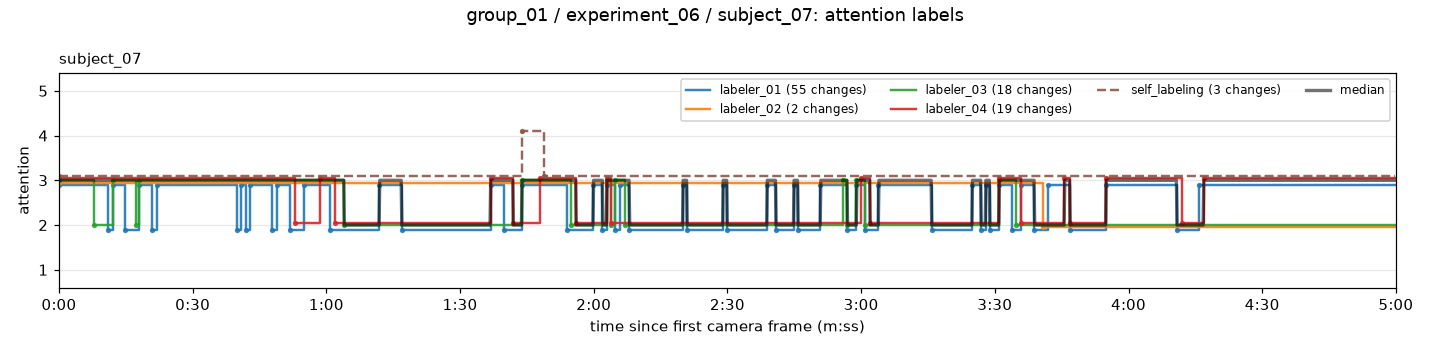 group_01 / experiment_06 / subject_07: attention labels
subject_07
labeler_01 (55 changes)
labeler_02 (2 changes)
labeler_03 (18 changes)
labeler_04 (19 changes)
self_labeling (3 changes)
median
attention
5
4
3
2
1
0:00 0:30 1:00 1:30 2:00 2:30 3:00 3:30 4:00 4:30 5:00
time since first camera frame (m:ss)